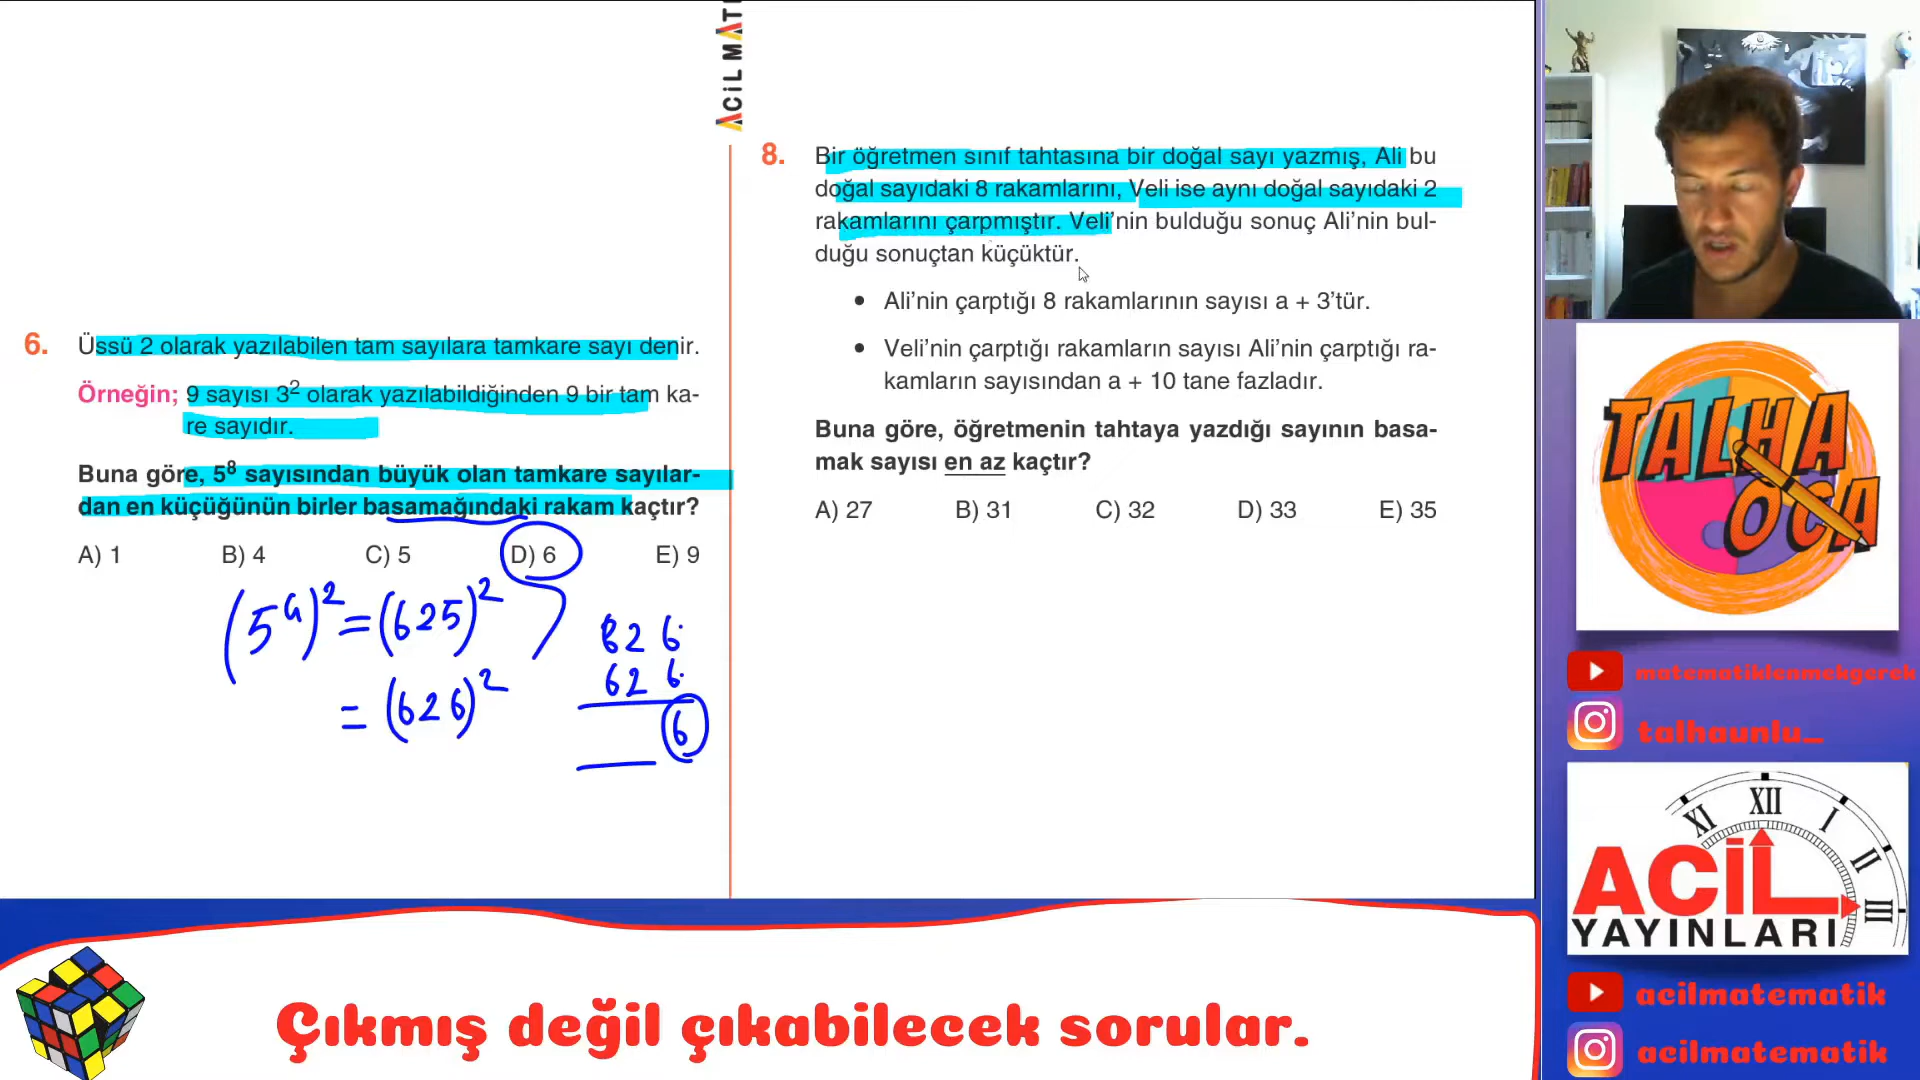 ACİL MAT
6.
Üssü 2 olarak yazılabilen tam sayılara tamkare sayı denir.
Örneğin; 9 sayısı 3² olarak yazılabildiğinden 9 bir tam ka-
re sayıdır.
Buna göre, 5⁸ sayısından büyük olan tamkare sayılar-
dan en küçüğünün birler basamağındaki rakam kaçtır?
A) 1 B) 4 C) 5 D) 6 E) 9
(5⁴)² = (625)²
= (626)²
626
626
6
8.
Bir öğretmen sınıf tahtasına bir doğal sayı yazmış, Ali bu
doğal sayıdaki 8 rakamlarını, Veli ise aynı doğal sayıdaki 2
rakamlarını çarpmıştır. Veli'nin bulduğu sonuç Ali'nin bul-
duğu sonuçtan küçüktür.
• Ali'nin çarptığı 8 rakamlarının sayısı a + 3'tür.
• Veli'nin çarptığı rakamların sayısı Ali'nin çarptığı ra-
kamların sayısından a + 10 tane fazladır.
Buna göre, öğretmenin tahtaya yazdığı sayının basa-
mak sayısı en az kaçtır?
A) 27 B) 31 C) 32 D) 33 E) 35
TALHA
HOCA
matematiklenmekgerek
talhaunlu_
XI XII I II III
ACİL
YAYINLARI
acilmatematik
acilmatematik
Çıkmış değil çıkabilecek sorular.